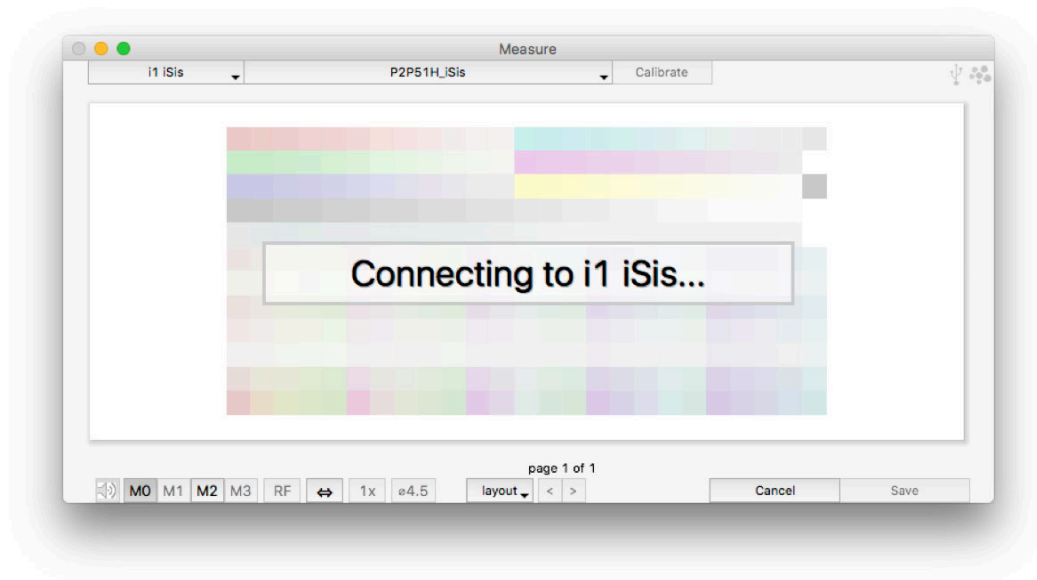 Measure
i1 iSis P2P51H_iSis Calibrate
Connecting to i1 iSis...
page 1 of 1
M0 M1 M2 M3 RF ⇔ 1x ⌀4.5 layout < > Cancel Save